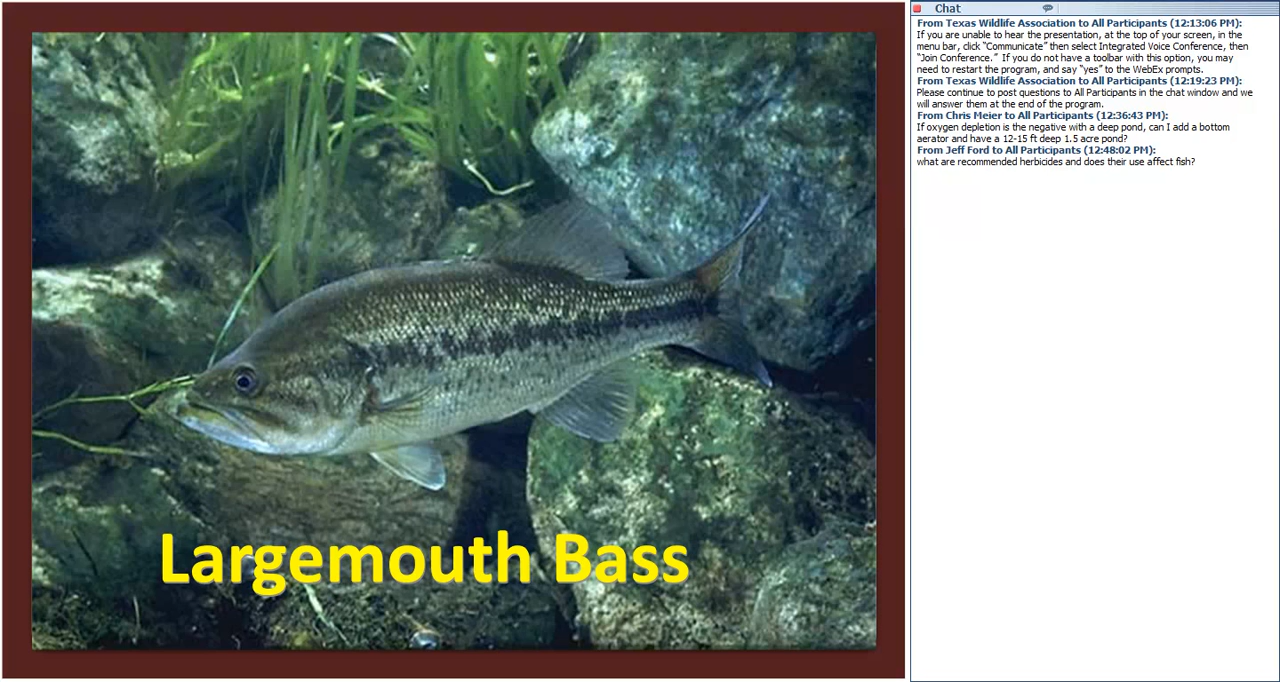 Largemouth Bass
Chat
From Texas Wildlife Association to All Participants (12:13:06 PM):
If you are unable to hear the presentation, at the top of your screen, in the
menu bar, click “Communicate” then select Integrated Voice Conference, then
“Join Conference.” If you do not have a toolbar with this option, you may
need to restart the program, and say “yes” to the WebEx prompts.
From Texas Wildlife Association to All Participants (12:19:23 PM):
Please continue to post questions to All Participants in the chat window and we
will answer them at the end of the program.
From Chris Meier to All Participants (12:36:43 PM):
If oxygen depletion is the negative with a deep pond, can I add a bottom
aerator and have a 12-15 ft deep 1.5 acre pond?
From Jeff Ford to All Participants (12:48:02 PM):
what are recommended herbicides and does their use affect fish?